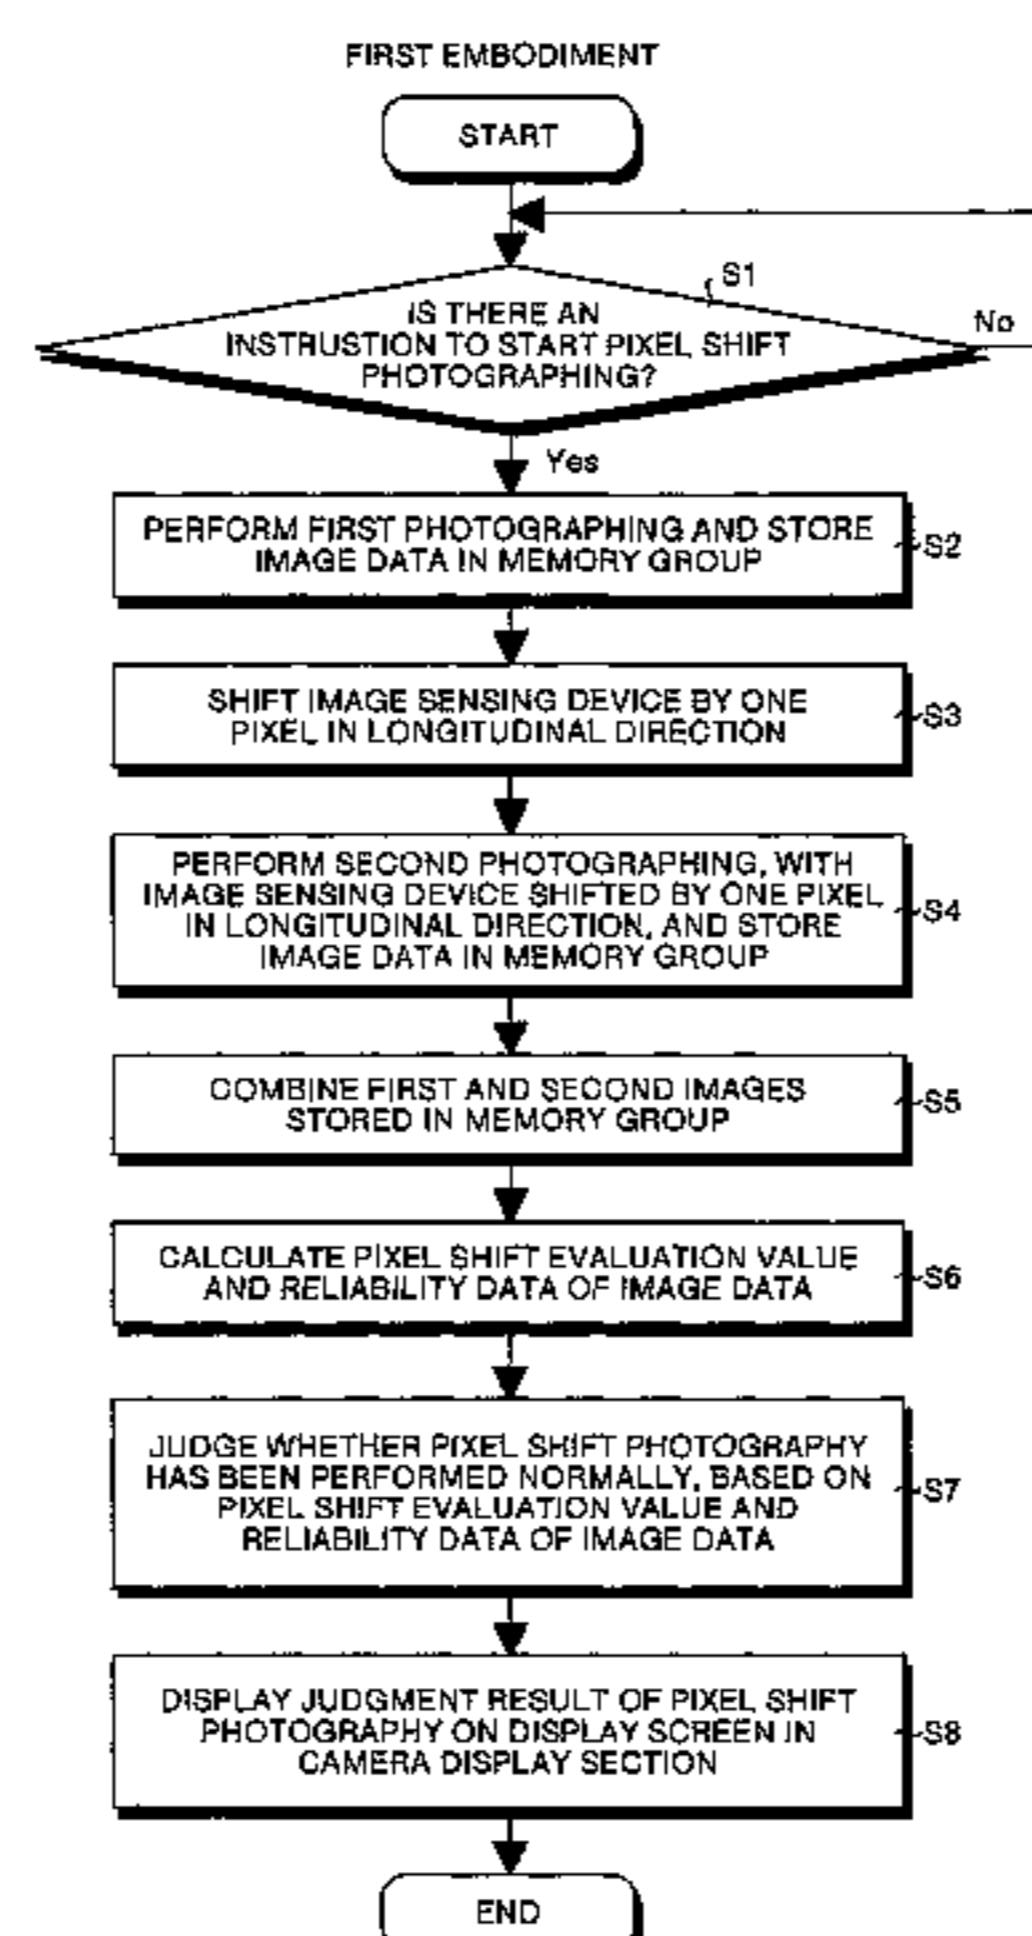 FIRST EMBODIMENT
START
S1
IS THERE AN
INSTRUSTION TO START PIXEL SHIFT
PHOTOGRAPHING?
No
Yes
PERFORM FIRST PHOTOGRAPHING AND STORE
IMAGE DATA IN MEMORY GROUP
S2
SHIFT IMAGE SENSING DEVICE BY ONE
PIXEL IN LONGITUDINAL DIRECTION
S3
PERFORM SECOND PHOTOGRAPHING, WITH
IMAGE SENSING DEVICE SHIFTED BY ONE PIXEL
IN LONGITUDINAL DIRECTION, AND STORE
IMAGE DATA IN MEMORY GROUP
S4
COMBINE FIRST AND SECOND IMAGES
STORED IN MEMORY GROUP
S5
CALCULATE PIXEL SHIFT EVALUATION VALUE
AND RELIABILITY DATA OF IMAGE DATA
S6
JUDGE WHETHER PIXEL SHIFT PHOTOGRAPHY
HAS BEEN PERFORMED NORMALLY, BASED ON
PIXEL SHIFT EVALUATION VALUE AND
RELIABILITY DATA OF IMAGE DATA
S7
DISPLAY JUDGMENT RESULT OF PIXEL SHIFT
PHOTOGRAPHY ON DISPLAY SCREEN IN
CAMERA DISPLAY SECTION
S8
END